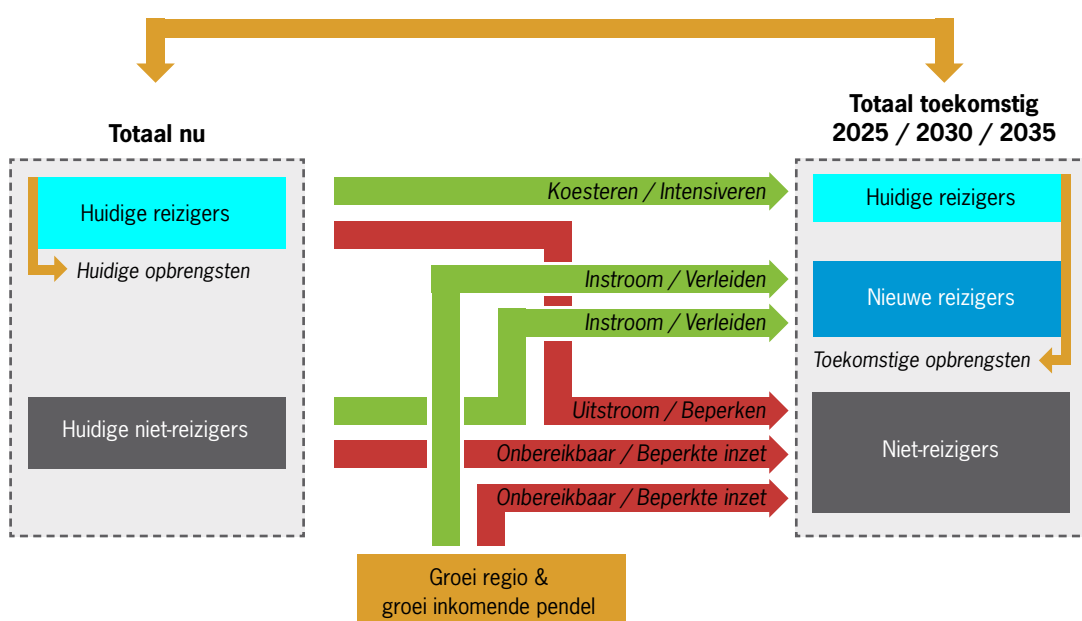 Totaal nu
Totaal toekomstig
2025 / 2030 / 2035
Huidige reizigers
Huidige opbrengsten
Huidige niet-reizigers
Koesteren / Intensiveren
Instroom / Verleiden
Instroom / Verleiden
Uitstroom / Beperken
Onbereikbaar / Beperkte inzet
Onbereikbaar / Beperkte inzet
Huidige reizigers
Nieuwe reizigers
Toekomstige opbrengsten
Niet-reizigers
Groei regio &
groei inkomende pendel